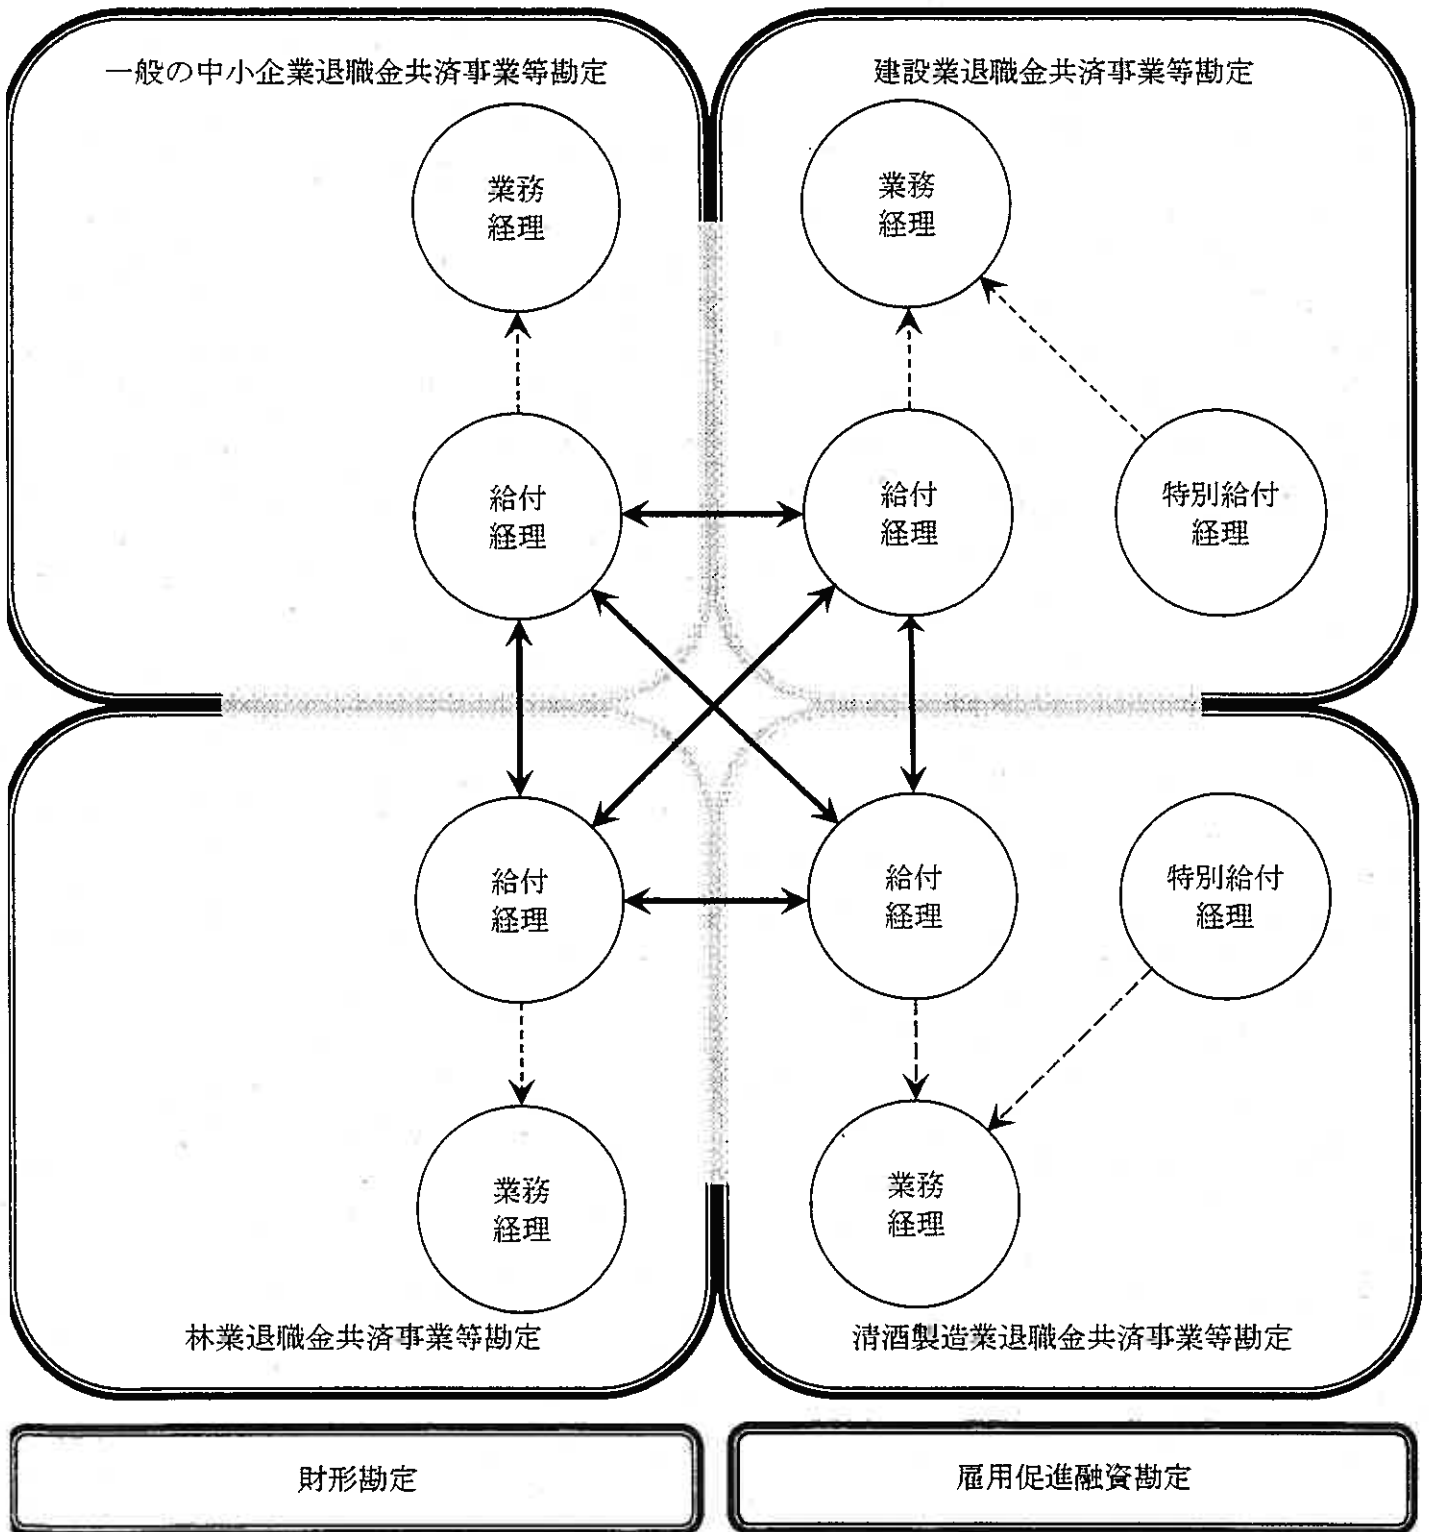 一般の中小企業退職金共済事業等勘定
業務
経理
給付
経理
建設業退職金共済事業等勘定
業務
経理
給付
経理
特別給付
経理
給付
経理
業務
経理
林業退職金共済事業等勘定
給付
経理
特別給付
経理
業務
経理
清酒製造業退職金共済事業等勘定
財形勘定
雇用促進融資勘定